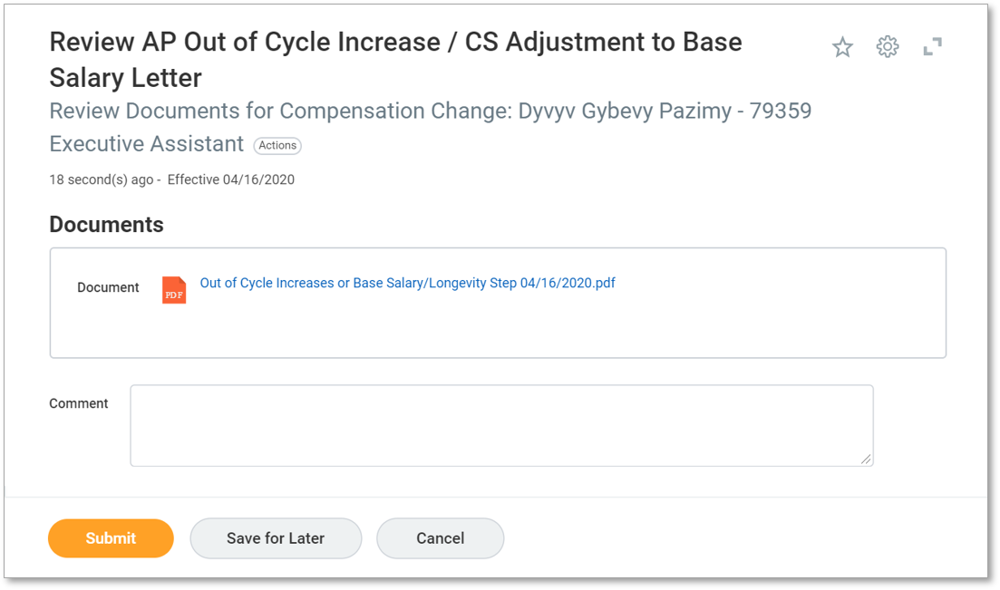 Review AP Out of Cycle Increase / CS Adjustment to Base
Salary Letter
Review Documents for Compensation Change: Dyvyv Gybevy Pazimy - 79359
Executive Assistant Actions
18 second(s) ago - Effective 04/16/2020
Documents
Document PDF Out of Cycle Increases or Base Salary/Longevity Step 04/16/2020.pdf
Comment
Submit Save for Later Cancel